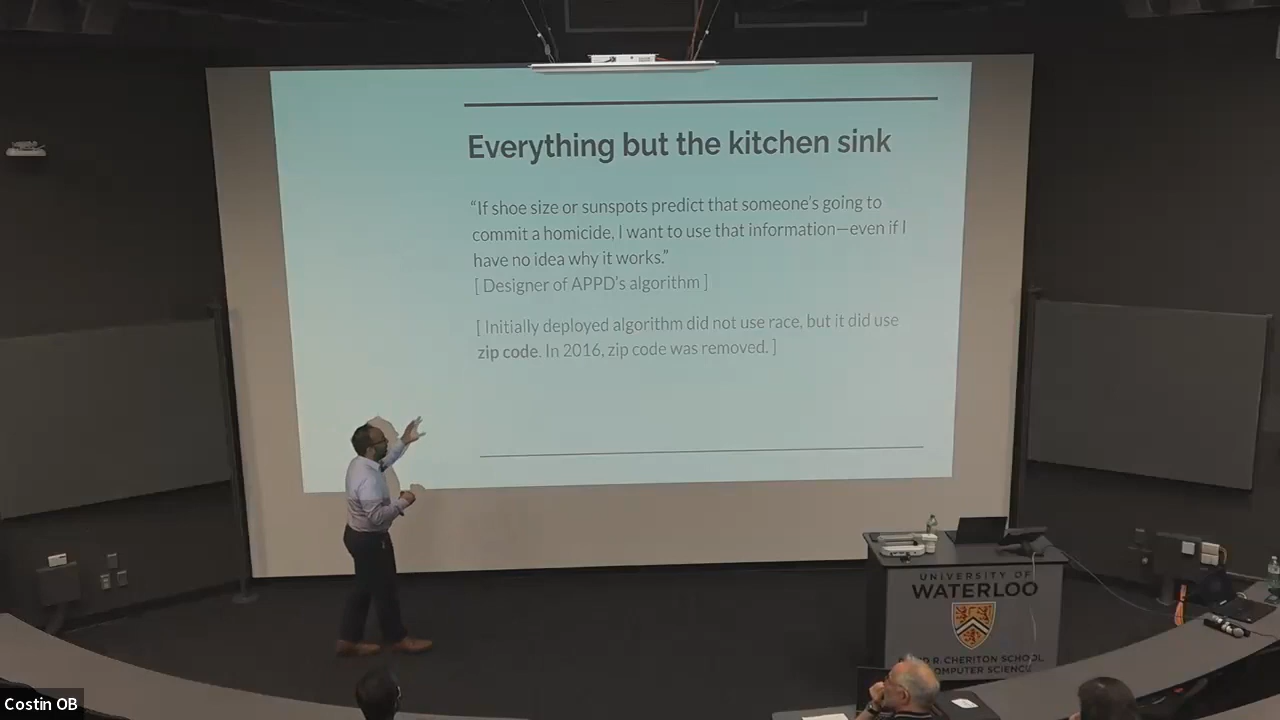 Everything but the kitchen sink
“If shoe size or sunspots predict that someone's going to
commit a homicide, I want to use that information—even if I
have no idea why it works.”
[ Designer of APPD's algorithm ]
[ Initially deployed algorithm did not use race, but it did use
zip code. In 2016, zip code was removed. ]
UNIVERSITY OF
WATERLOO
R. CHERITON SCHOOL
COMPUTER SCIENCE
Costin OB